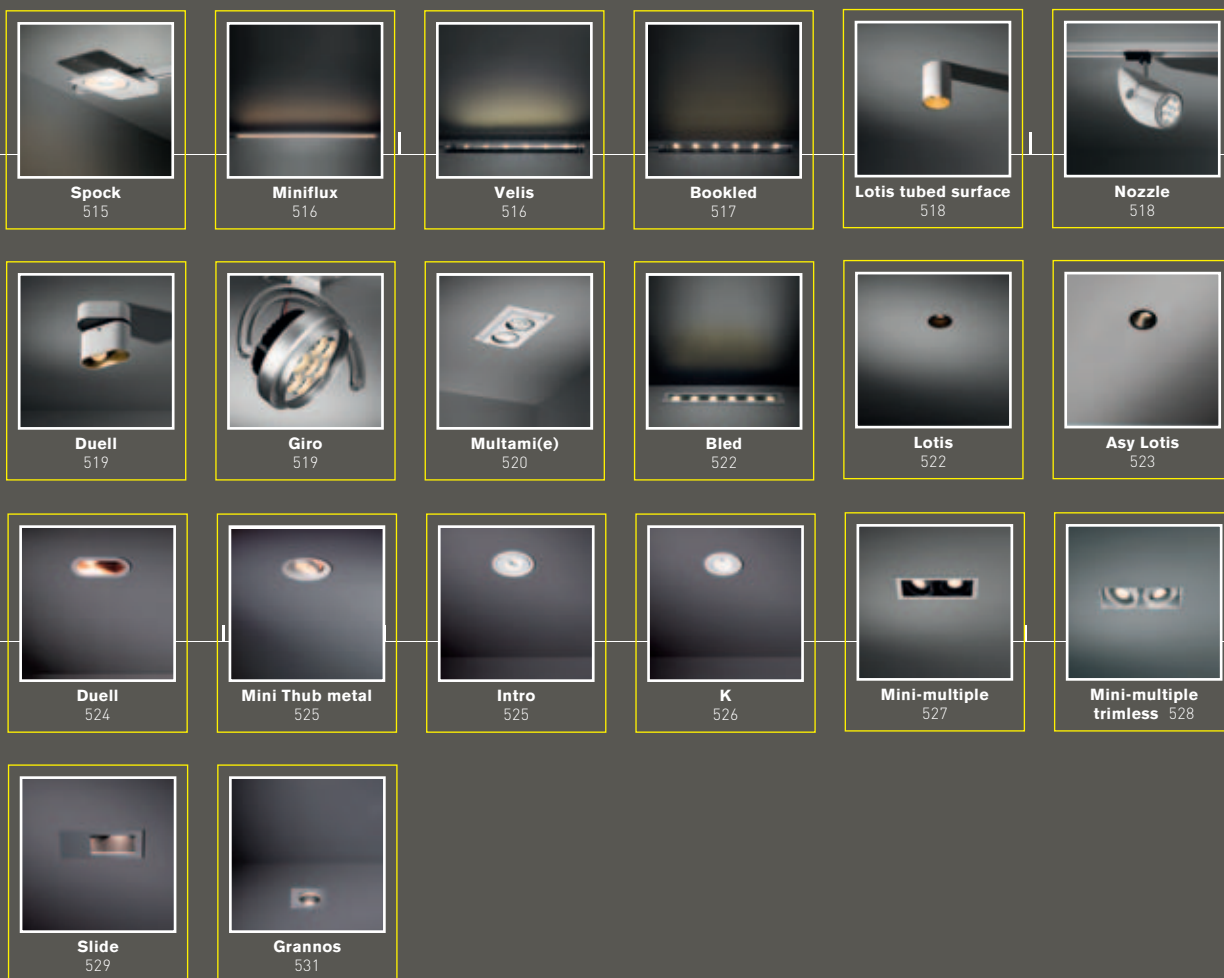 Spock
515
Miniflux
516
Velis
516
Bookled
517
Lotis tubed surface
518
Nozzle
518
Duell
519
Giro
519
Multami(e)
520
Bled
522
Lotis
522
Asy Lotis
523
Duell
524
Mini Thub metal
525
Intro
525
K
526
Mini-multiple
527
Mini-multiple
trimless 528
Slide
529
Grannos
531